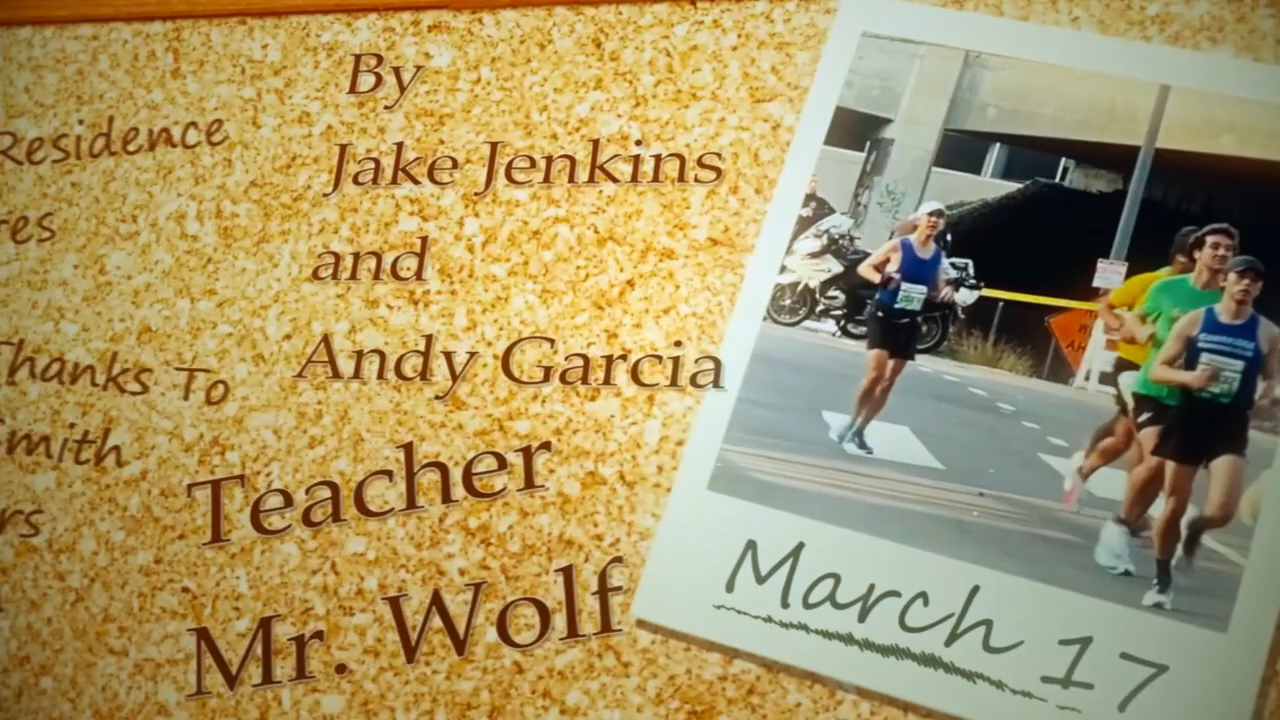 Residence
res
Thanks To
mith
rs
By
Jake Jenkins
and
Andy Garcia
Teacher
Mr. Wolf
March 17